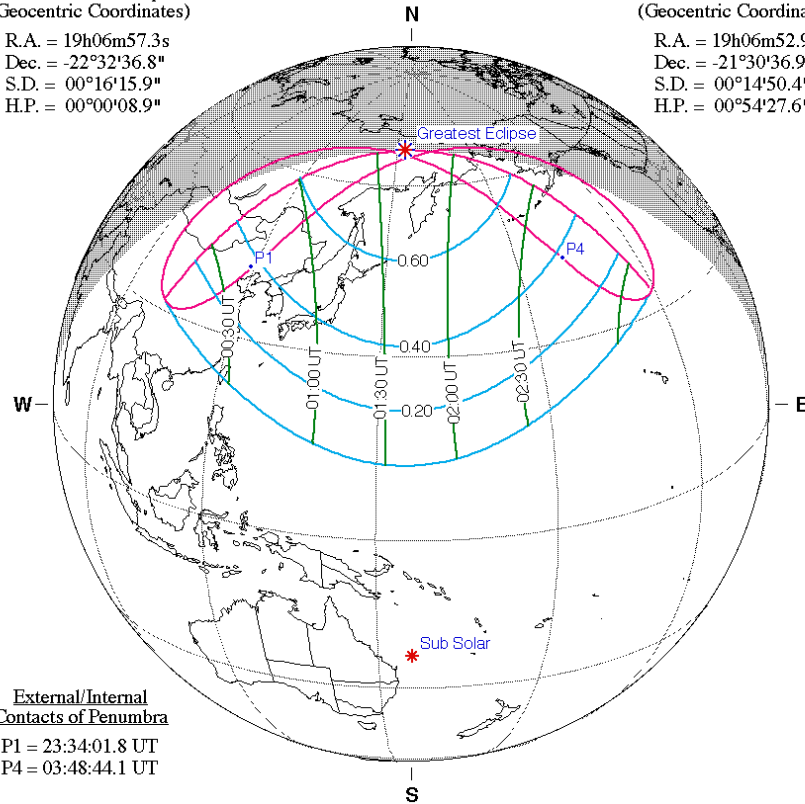 Geocentric Coordinates)
R.A. = 19h06m57.3s
Dec. = -22°32'36.8"
S.D. = 00°16'15.9"
H.P. = 00°00'08.9"
N
(Geocentric Coordina
R.A. = 19h06m52.9
Dec. = -21°30'36.9
S.D. = 00°14'50.4'
H.P. = 00°54'27.6'
Greatest Eclipse
P1
P4
0.60
0.40
0.20
00:30 UT
01:00 UT
01:30 UT
02:00 UT
02:30 UT
W
E
Sub Solar
External/Internal
Contacts of Penumbra
P1 = 23:34:01.8 UT
P4 = 03:48:44.1 UT
S